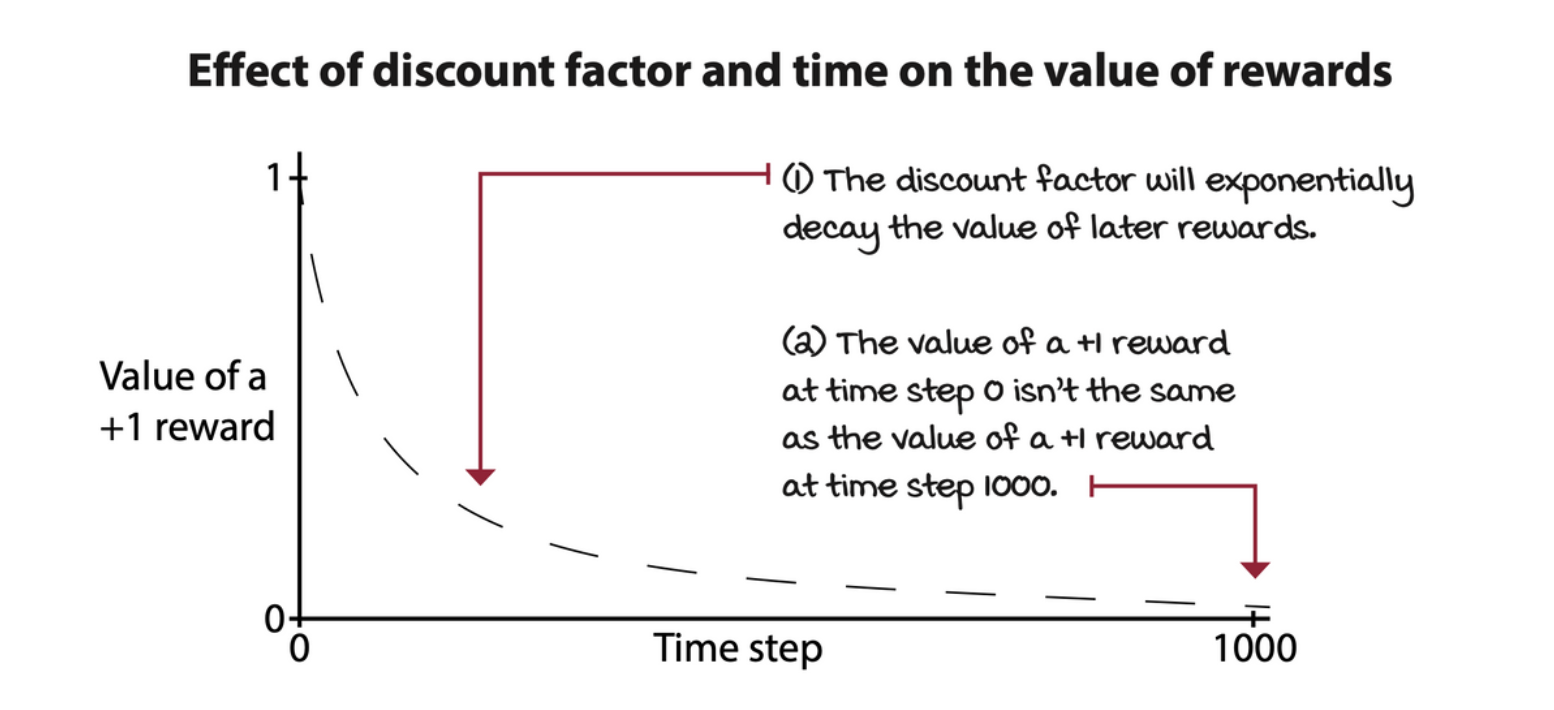 Effect of discount factor and time on the value of rewards
1
(1) The discount factor will exponentially
decay the value of later rewards.
(2) The value of a +1 reward
at time step 0 isn't the same
as the value of a +1 reward
at time step 1000.
Value of a
+1 reward
0
0
Time step
1000